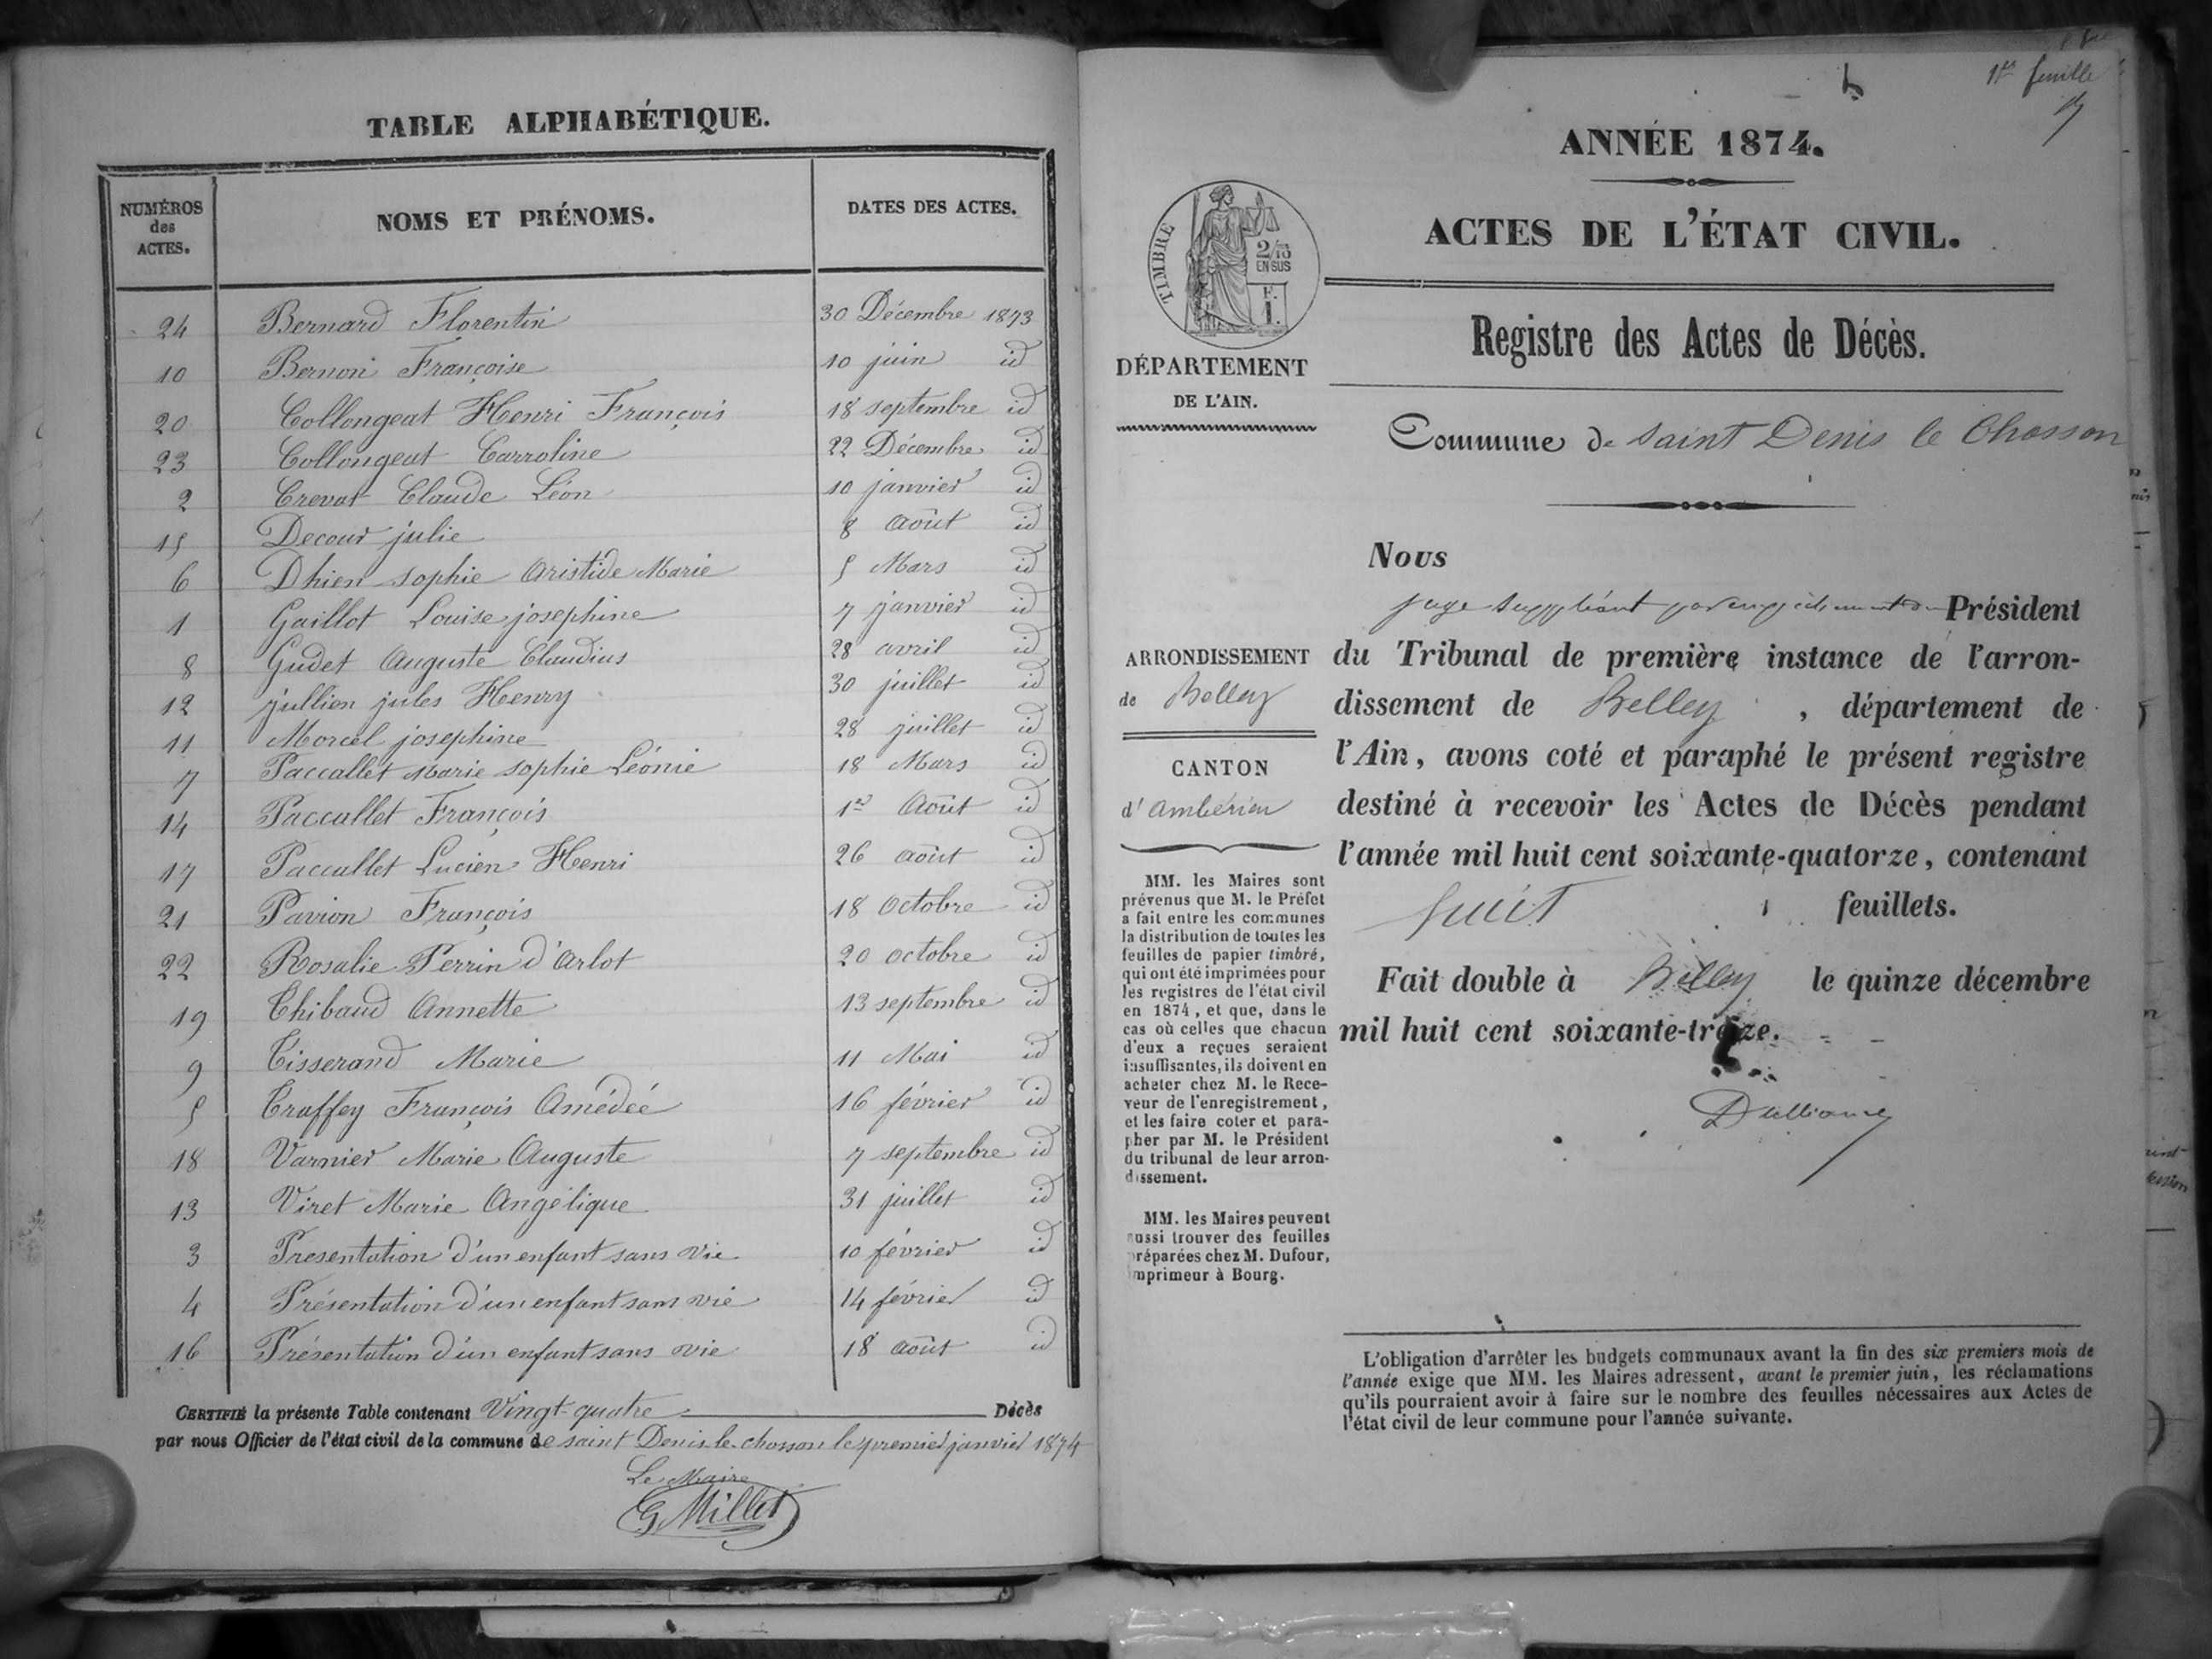 TABLE ALPHABÉTIQUE.
NUMÉROS des ACTES. NOMS ET PRÉNOMS. DATES DES ACTES.
24 Bernard Florentin 30 Décembre 1873
10 Bernon Françoise 10 juin id
20 Collongeat Henri François 18 septembre id
23 Collongeat Carroline 22 Décembre id
2 Crevat Claude Léon 10 janvier id
15 Decour julie 8 août id
6 Dhien sophie Aristide Marie 5 Mars id
1 Gaillot Louise josephine 7 janvier id
8 Gudet Auguste Claudius 28 avril id
12 jullien jules Henry 30 juillet id
11 Morcel josephine 28 juillet id
7 Paccallet Marie sophie Léonie 18 Mars id
14 Paccallet François 1er Août id
17 Paccallet Lucien Henri 26 août id
21 Pavion François 18 Octobre id
22 Rosalie Perrin d'Arlot 20 octobre id
19 Thibaud Annette 13 septembre id
9 Tisserand Marie 11 Mai id
5 Traffey François Amédéé 16 février id
18 Varnier Marie Auguste 7 septembre id
13 Viret Marie Angélique 31 juillet id
3 Presentation d'un enfant sans vie 10 février id
4 Présentation d'un enfant sans vie 14 février id
16 Présentation d'un enfant sans vie 18 août id
CERTIFIÉ la présente Table contenant Vingt-quatre Décès
par nous Officier de l'état civil de la commune de saint Denis le chosson le premier janvier 1874
Le Maire
G Millet
1re feuille
ANNÉE 1874.
ACTES DE L'ÉTAT CIVIL.
TIMBRE
2/10
EN SUS
F.
1.
Registre des Actes de Décès.
DÉPARTEMENT
DE L'AIN.
Commune de Saint Denis le Chosson
Nous
juge suppléant par empêchement du Président
du Tribunal de première instance de l'arron-
dissement de Belley, département de
l'Ain, avons coté et paraphé le présent registre
destiné à recevoir les Actes de Décès pendant
l'année mil huit cent soixante-quatorze, contenant
huit feuillets.
Fait double à Belley le quinze décembre
mil huit cent soixante-treize.
ARRONDISSEMENT
de Belley
CANTON
d'Ambérieu
MM. les Maires sont
prévenus que M. le Préfet
a fait entre les communes
la distribution de toutes les
feuilles de papier timbré,
qui ont été imprimées pour
les registres de l'état civil
en 1874, et que, dans le
cas où celles que chacun
d'eux a reçues seraient
insuffisantes, ils doivent en
acheter chez M. le Rece-
veur de l'enregistrement,
et les faire coter et para-
pher par M. le Président
du tribunal de leur arron-
dissement.
MM. les Maires peuvent
aussi trouver des feuilles
préparées chez M. Dufour,
imprimeur à Bourg.
L'obligation d'arrêter les budgets communaux avant la fin des six premiers mois de
l'année exige que MM. les Maires adressent, avant le premier juin, les réclamations
qu'ils pourraient avoir à faire sur le nombre des feuilles nécessaires aux Actes de
l'état civil de leur commune pour l'année suivante.